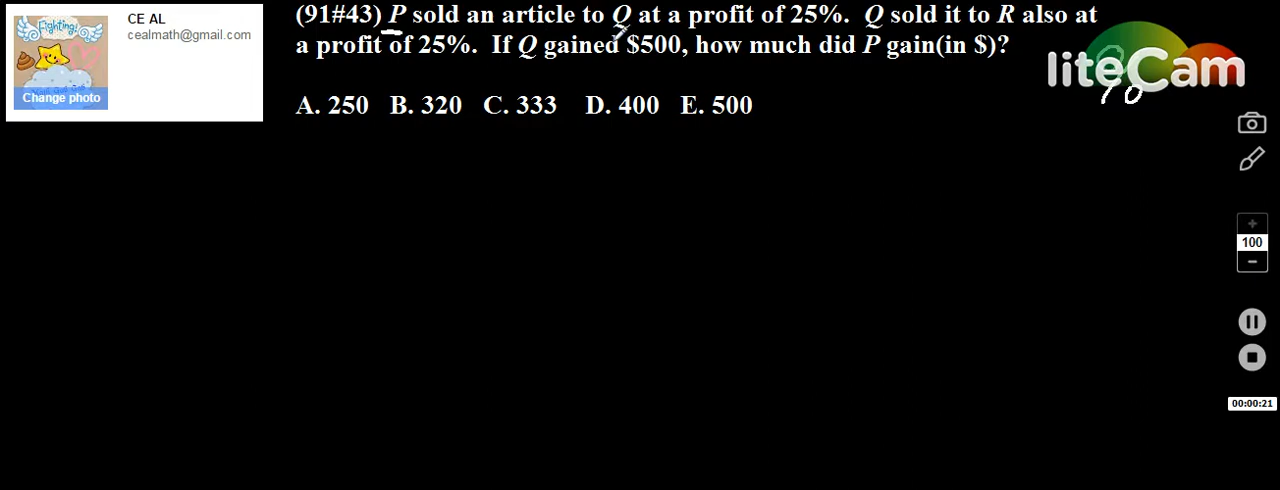 CE AL
cealmath@gmail.com
Fighting!
Change photo
(91#43) P sold an article to Q at a profit of 25%. Q sold it to R also at
a profit of 25%. If Q gained $500, how much did P gain(in $)?
A. 250 B. 320 C. 333 D. 400 E. 500
liteCam
100
00:00:21